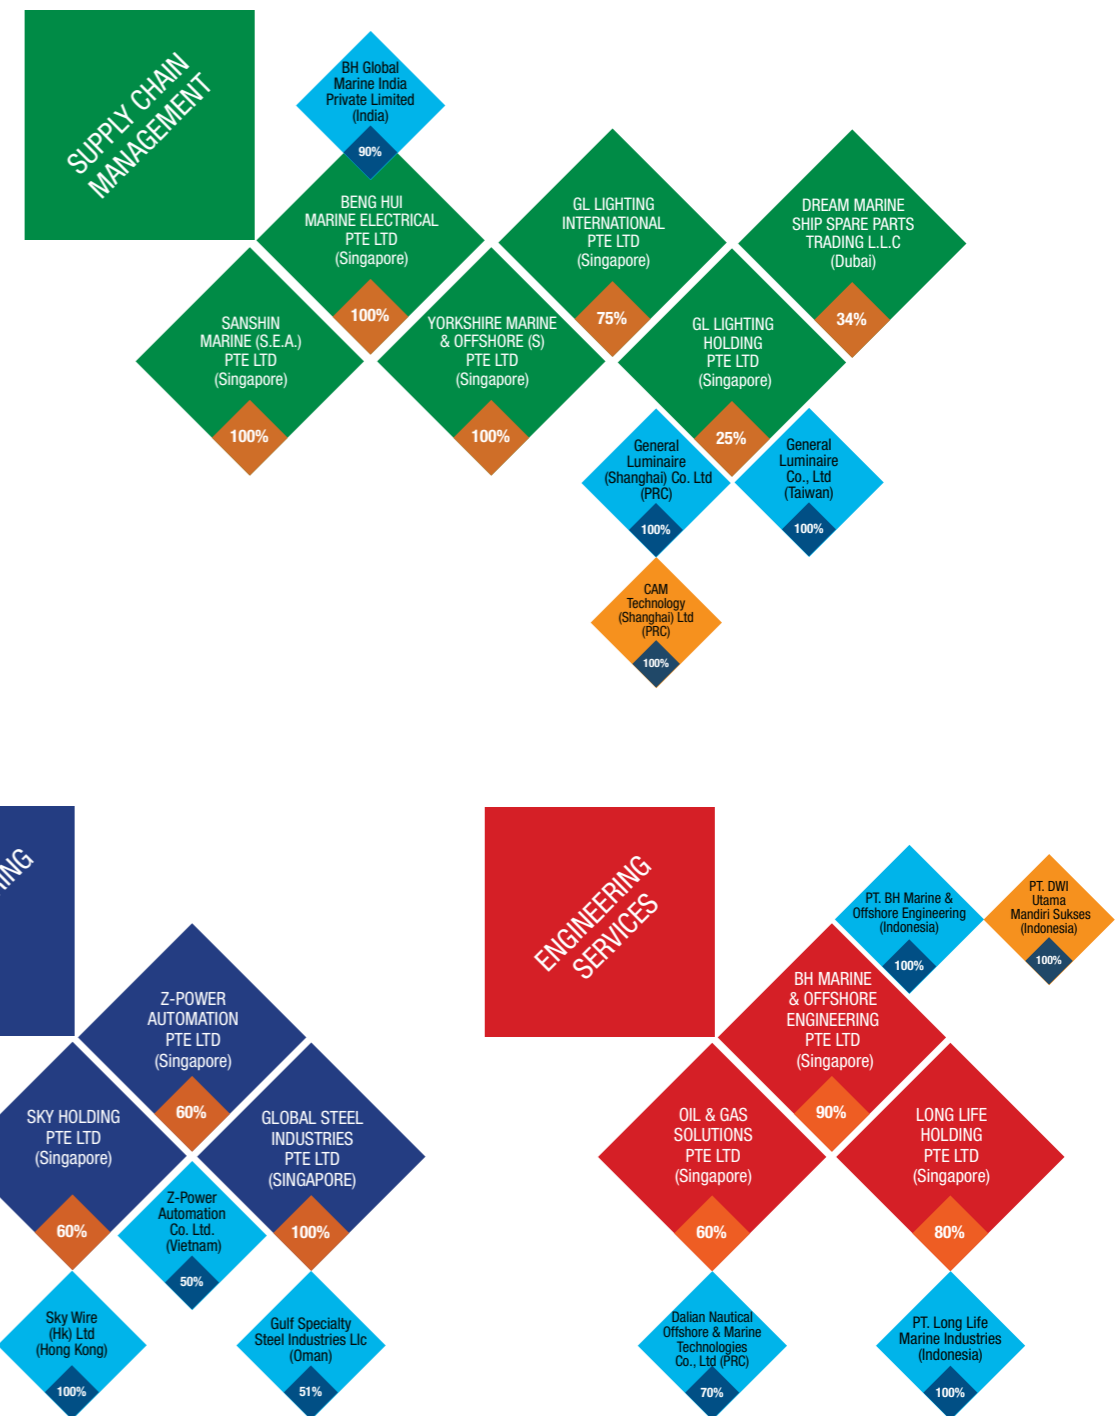 SUPPLY CHAIN
MANAGEMENT
BH Global
Marine India
Private Limited
(India)
90%
BENG HUI
MARINE ELECTRICAL
PTE LTD
(Singapore)
100%
GL LIGHTING
INTERNATIONAL
PTE LTD
(Singapore)
75%
DREAM MARINE
SHIP SPARE PARTS
TRADING L.L.C
(Dubai)
34%
SANSHIN
MARINE (S.E.A.)
PTE LTD
(Singapore)
100%
YORKSHIRE MARINE
& OFFSHORE (S)
PTE LTD
(Singapore)
100%
GL LIGHTING
HOLDING
PTE LTD
(Singapore)
25%
General
Luminaire
(Shanghai) Co. Ltd
(PRC)
100%
General
Luminaire
Co., Ltd
(Taiwan)
100%
CAM
Technology
(Shanghai) Ltd
(PRC)
100%
Z-POWER
AUTOMATION
PTE LTD
(Singapore)
60%
SKY HOLDING
PTE LTD
(Singapore)
60%
GLOBAL STEEL
INDUSTRIES
PTE LTD
(SINGAPORE)
100%
Z-Power
Automation
Co. Ltd.
(Vietnam)
50%
Sky Wire
(Hk) Ltd
(Hong Kong)
100%
Gulf Specialty
Steel Industries Llc
(Oman)
51%
ENGINEERING
SERVICES
PT. BH Marine &
Offshore Engineering
(Indonesia)
100%
PT. DWI
Utama
Mandiri Sukses
(Indonesia)
100%
BH MARINE
& OFFSHORE
ENGINEERING
PTE LTD
(Singapore)
90%
OIL & GAS
SOLUTIONS
PTE LTD
(Singapore)
60%
LONG LIFE
HOLDING
PTE LTD
(Singapore)
80%
Dalian Nautical
Offshore & Marine
Technologies
Co., Ltd (PRC)
70%
PT. Long Life
Marine Industries
(Indonesia)
100%